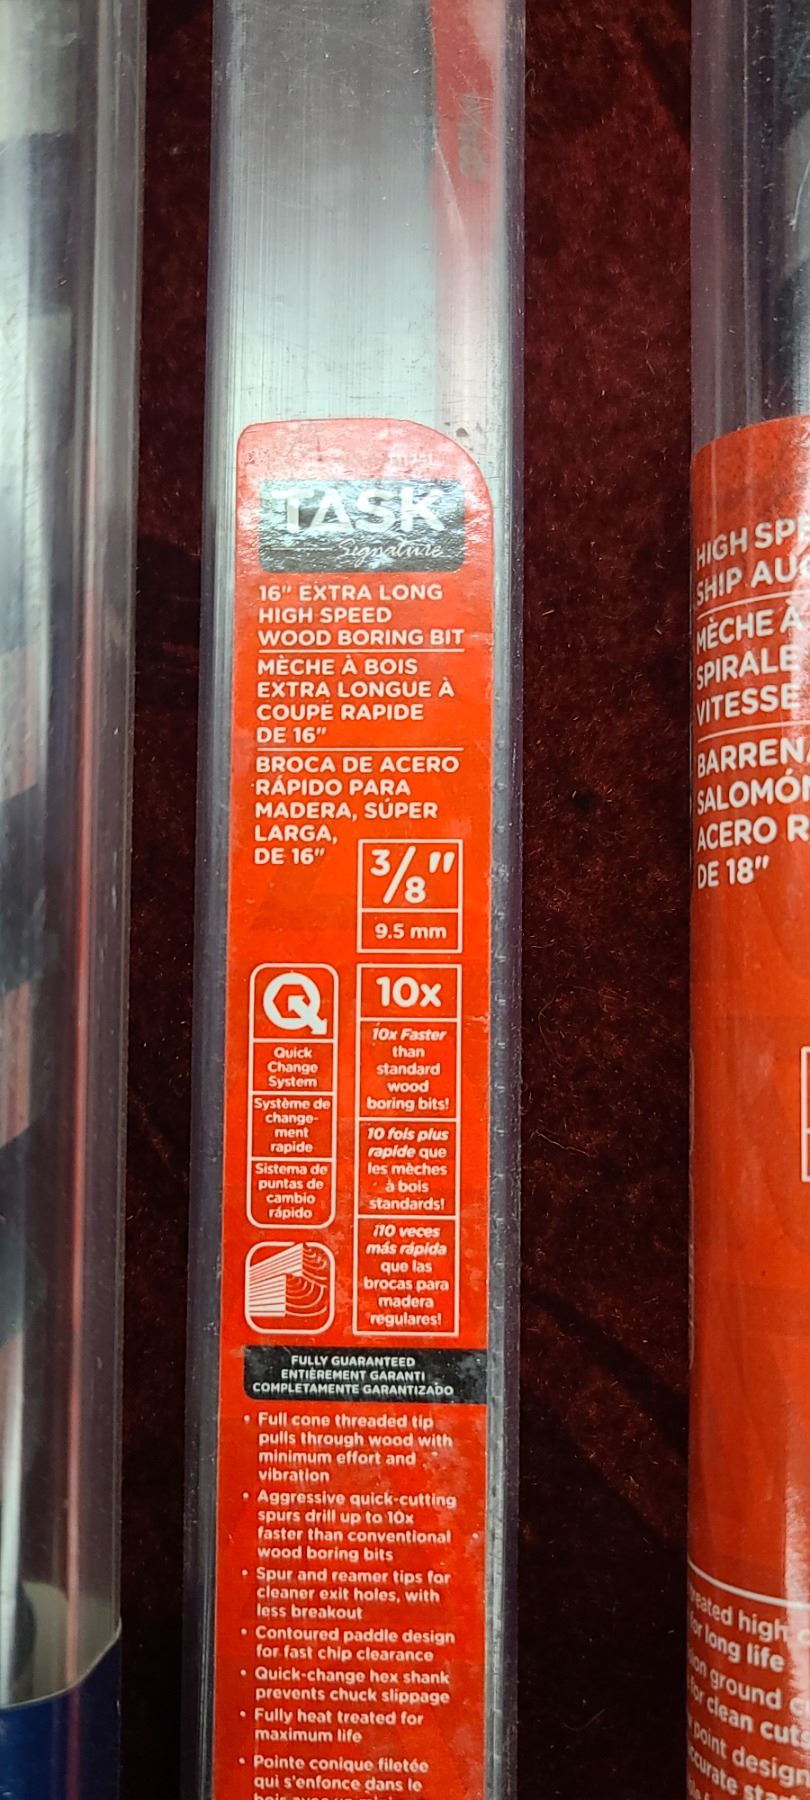 TASK
Signature
16" EXTRA LONG
HIGH SPEED
WOOD BORING BIT
MÈCHE À BOIS
EXTRA LONGUE À
COUPE RAPIDE
DE 16"
BROCA DE ACERO
RÁPIDO PARA
MADERA, SÚPER
LARGA,
DE 16"
3/8"
9.5 mm
Quick
Change
System
Système de
change-
ment
rapide
Sistema de
puntas de
cambio
rápido
10x
10x Faster
than
standard
wood
boring bits!
10 fois plus
rapide que
les mèches
à bois
standards!
¡10 veces
más rápida
que las
brocas para
madera
regulares!
FULLY GUARANTEED
ENTIÈREMENT GARANTI
COMPLETAMENTE GARANTIZADO
• Full cone threaded tip
pulls through wood with
minimum effort and
vibration
• Aggressive quick-cutting
spurs drill up to 10x
faster than conventional
wood boring bits
• Spur and reamer tips for
cleaner exit holes, with
less breakout
• Contoured paddle design
for fast chip clearance
• Quick-change hex shank
prevents chuck slippage
• Fully heat treated for
maximum life
• Pointe conique filetée
qui s'enfonce dans le
HIGH
SHIP
MÈCHE À
SPIRALE
VITESSE
ACERO
DE 18"
high
for long life
ground
for clean
point design